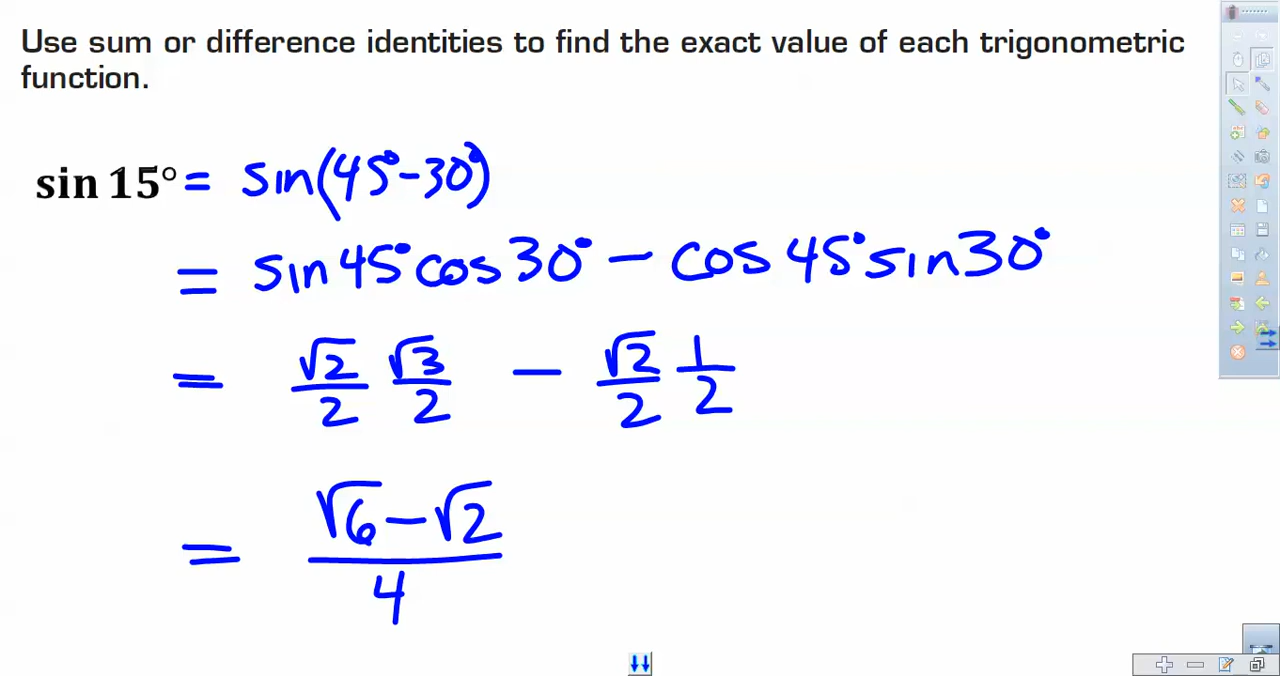 Use sum or difference identities to find the exact value of each trigonometric
function.
sin 15° = sin(45° - 30°)
= sin 45° cos 30° - cos 45° sin 30°
= √2/2 √3/2 - √2/2 1/2
= (√6 - √2)/4